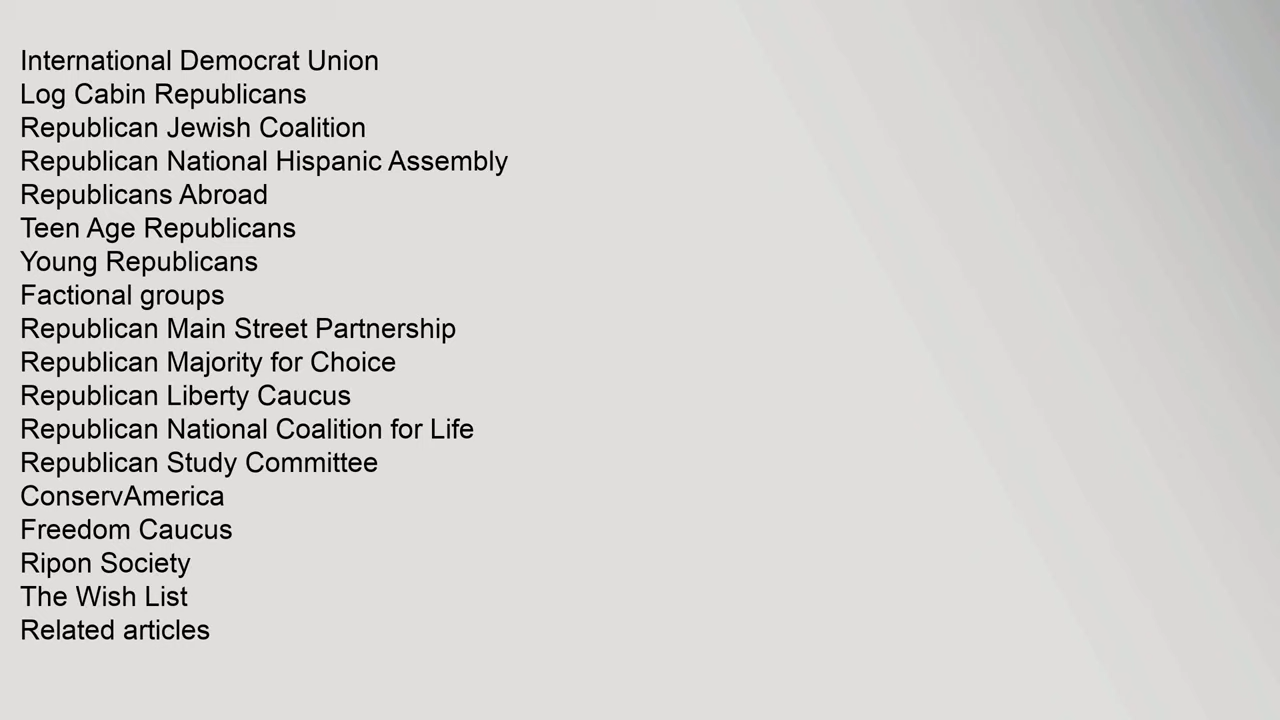 International Democrat Union
Log Cabin Republicans
Republican Jewish Coalition
Republican National Hispanic Assembly
Republicans Abroad
Teen Age Republicans
Young Republicans
Factional groups
Republican Main Street Partnership
Republican Majority for Choice
Republican Liberty Caucus
Republican National Coalition for Life
Republican Study Committee
ConservAmerica
Freedom Caucus
Ripon Society
The Wish List
Related articles